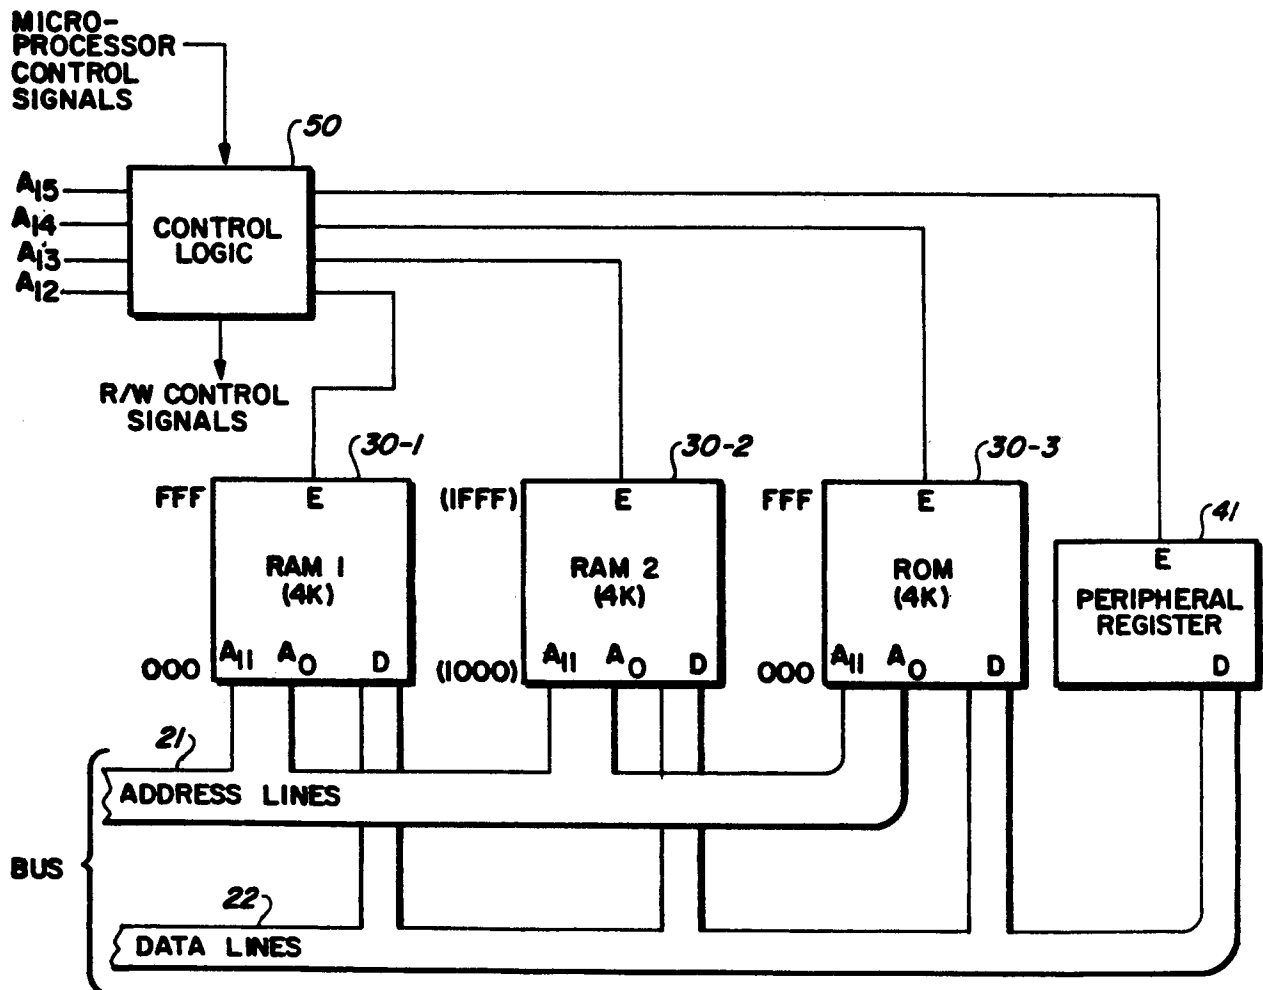 MICRO-
PROCESSOR
CONTROL
SIGNALS
50
A15
A14
A13
A12
CONTROL
LOGIC
R/W CONTROL
SIGNALS
30-1
30-2
30-3
41
FFF
E
RAM 1
(4K)
000
A11 A0 D
(1FFF)
E
RAM 2
(4K)
(1000)
A11 A0 D
FFF
E
ROM
(4K)
000
A11 A0 D
E
PERIPHERAL
REGISTER
D
21
ADDRESS LINES
BUS
22
DATA LINES